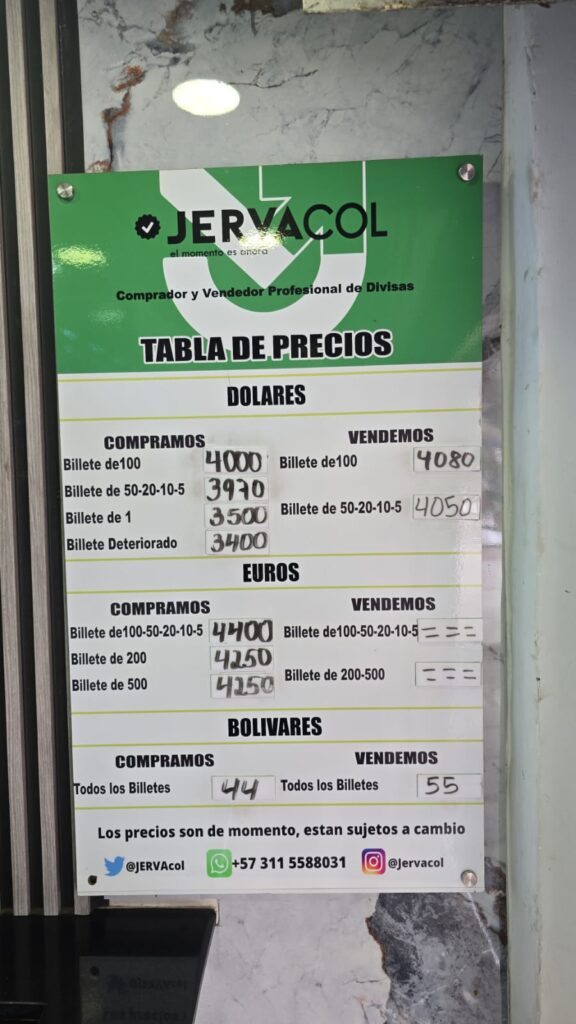 JERVACOL
el momento es ahora
Comprador y Vendedor Profesional de Divisas
TABLA DE PRECIOS
DOLARES
COMPRAMOS VENDEMOS
Billete de100 4000 Billete de100 4080
Billete de 50-20-10-5 3970 Billete de 50-20-10-5 4050
Billete de 1 3500
Billete Deteriorado 3400
EUROS
COMPRAMOS VENDEMOS
Billete de100-50-20-10-5 4400 Billete de100-50-20-10-5 = = =
Billete de 200 4250 Billete de 200-500 = = =
Billete de 500 4250
BOLIVARES
COMPRAMOS VENDEMOS
Todos los Billetes 44 Todos los Billetes 55
Los precios son de momento, estan sujetos a cambio
@JERVAcol +57 311 5588031 @jervacol